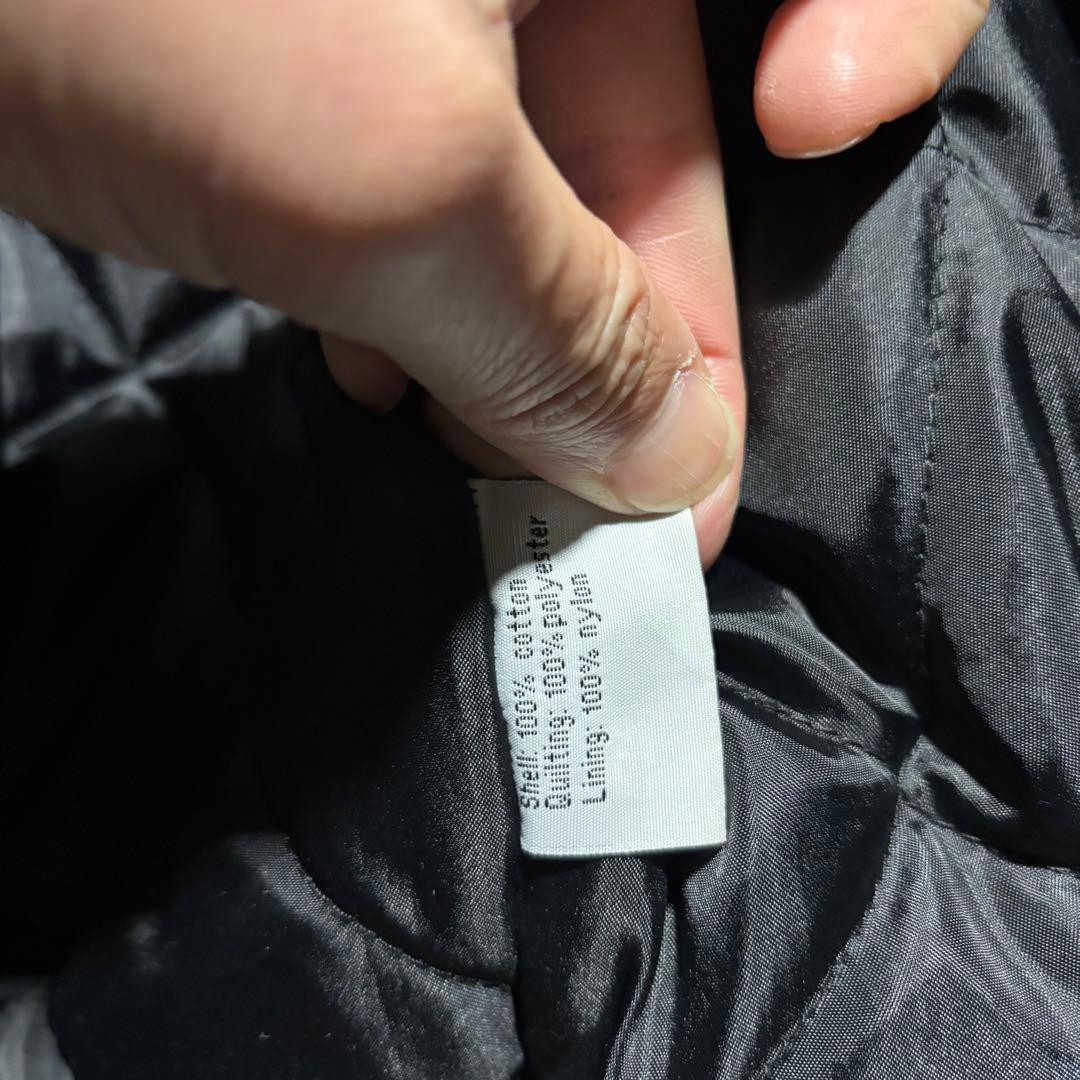 Shell: 100% cotton
Quilting: 100%polyester
Lining: 100% nylon